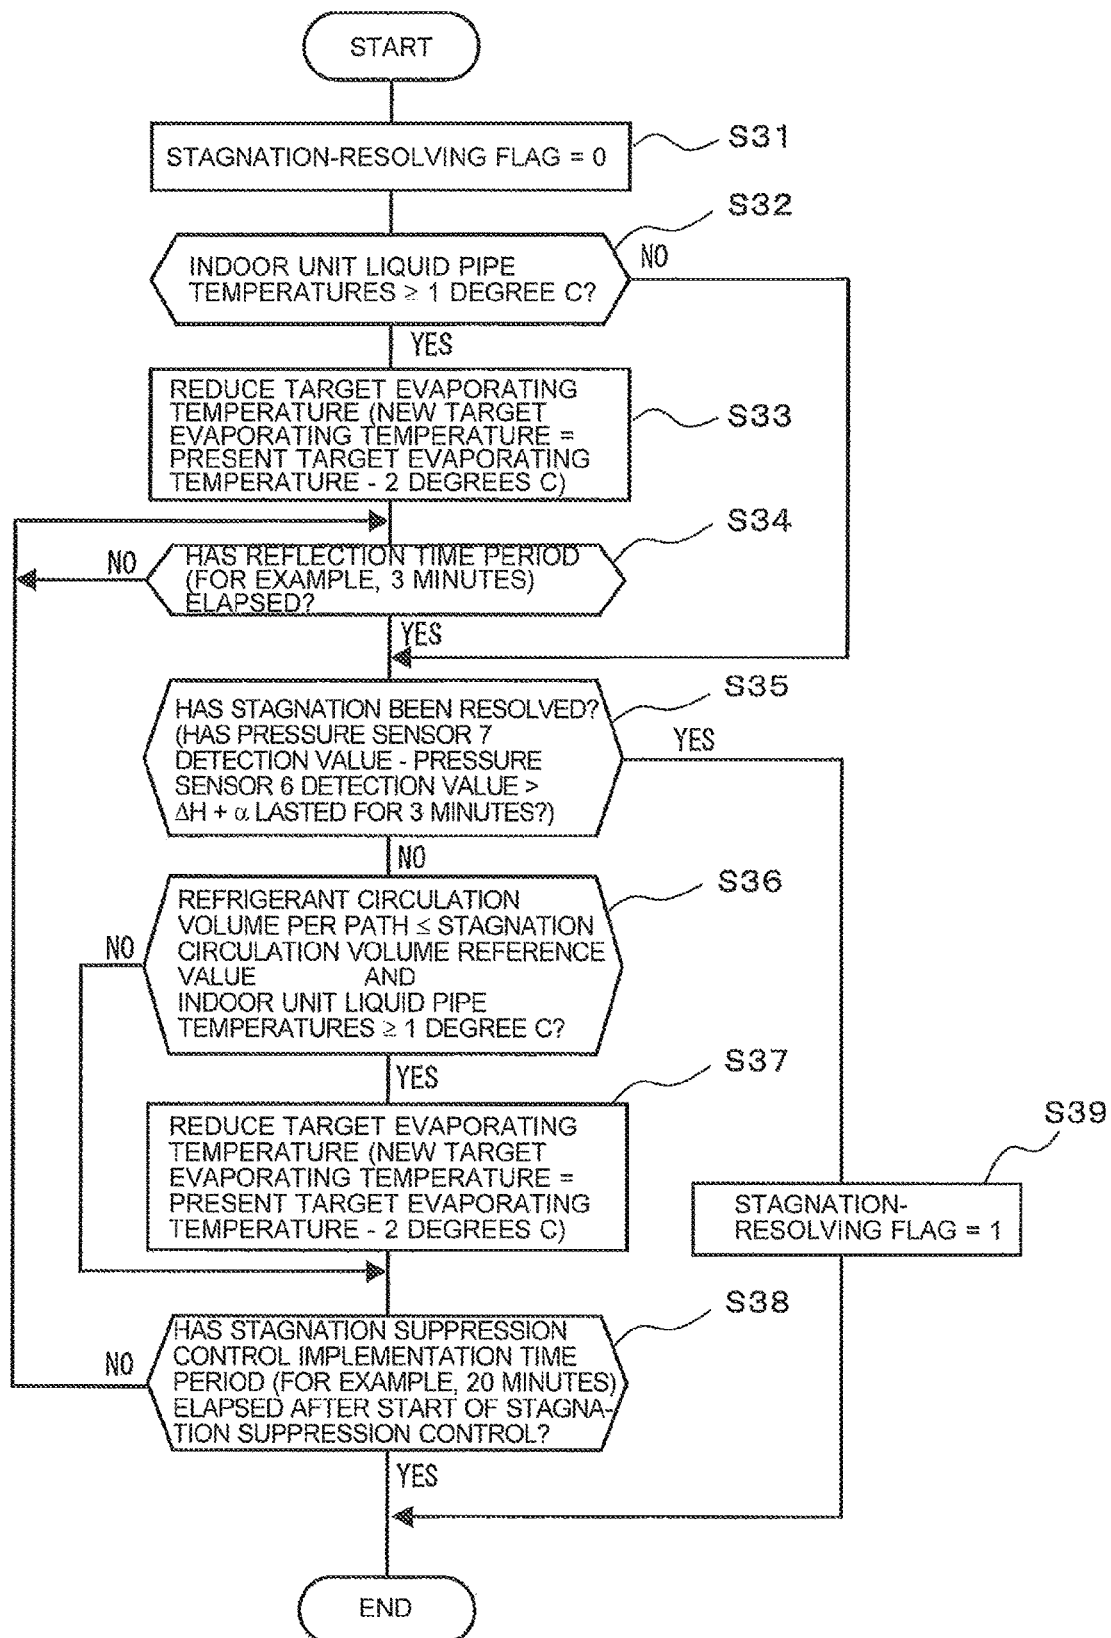 START
STAGNATION-RESOLVING FLAG = 0
S31
S32
INDOOR UNIT LIQUID PIPE
TEMPERATURES ≥ 1 DEGREE C?
NO
YES
REDUCE TARGET EVAPORATING
TEMPERATURE (NEW TARGET
EVAPORATING TEMPERATURE =
PRESENT TARGET EVAPORATING
TEMPERATURE - 2 DEGREES C)
S33
S34
NO
HAS REFLECTION TIME PERIOD
(FOR EXAMPLE, 3 MINUTES)
ELAPSED?
YES
S35
HAS STAGNATION BEEN RESOLVED?
(HAS PRESSURE SENSOR 7
DETECTION VALUE - PRESSURE
SENSOR 6 DETECTION VALUE >
ΔH + α LASTED FOR 3 MINUTES?)
YES
NO
S36
REFRIGERANT CIRCULATION
VOLUME PER PATH ≤ STAGNATION
CIRCULATION VOLUME REFERENCE
VALUE AND
INDOOR UNIT LIQUID PIPE
TEMPERATURES ≥ 1 DEGREE C?
NO
YES
S37
REDUCE TARGET EVAPORATING
TEMPERATURE (NEW TARGET
EVAPORATING TEMPERATURE =
PRESENT TARGET EVAPORATING
TEMPERATURE - 2 DEGREES C)
S39
STAGNATION-
RESOLVING FLAG = 1
S38
HAS STAGNATION SUPPRESSION
CONTROL IMPLEMENTATION TIME
PERIOD (FOR EXAMPLE, 20 MINUTES)
ELAPSED AFTER START OF STAGNA-
TION SUPPRESSION CONTROL?
NO
YES
END